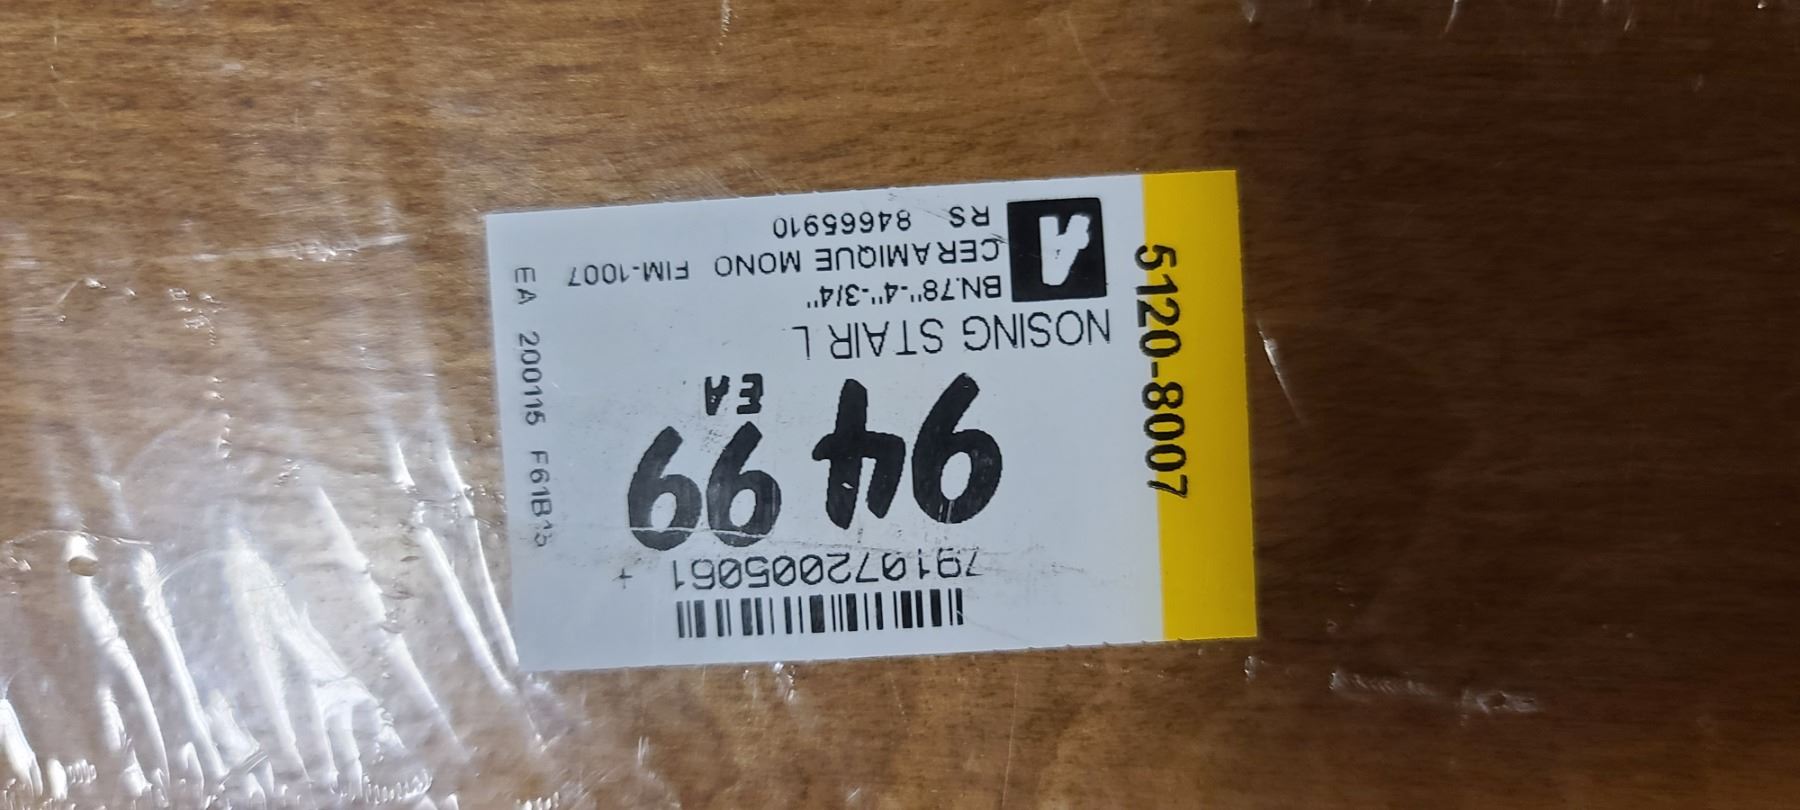 7910720005061 +
94 99
EA
NOSING STAIR L
BN.78"-4"-3/4"
CERAMIQUE MONO FIM-1007
RS 84665910
5120-8007
EA 200115 F61B13